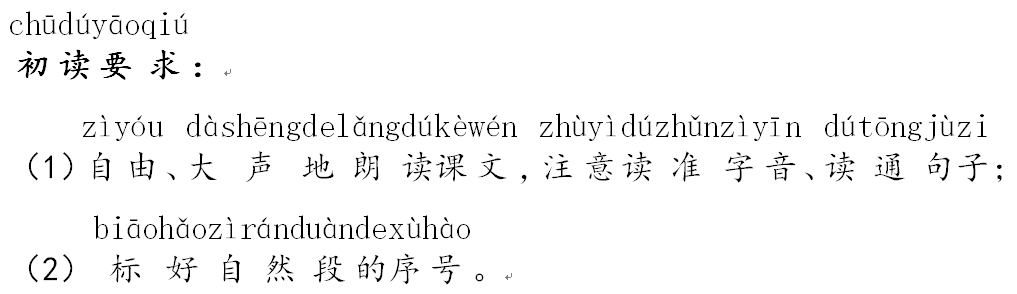 chūdúyāoqiú
初读要求：
zìyóu dàshēngdelǎngdúkèwén zhùyìdúzhǔnzìyīn dútōngjùzi
（1）自由、大声地朗读课文，注意读准字音、读通句子；
biāohǎozìránduàndexùhào
（2）标好自然段的序号。